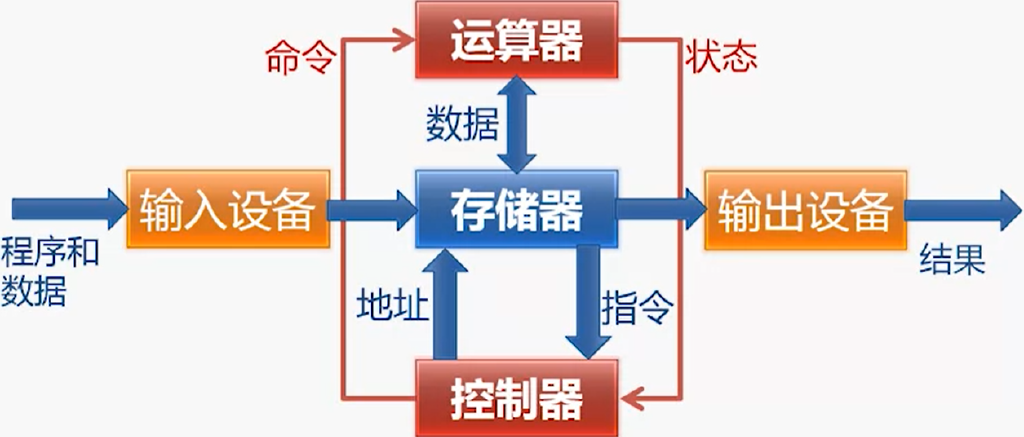 运算器
命令
状态
数据
输入设备
存储器
输出设备
程序和
数据
结果
地址
指令
控制器